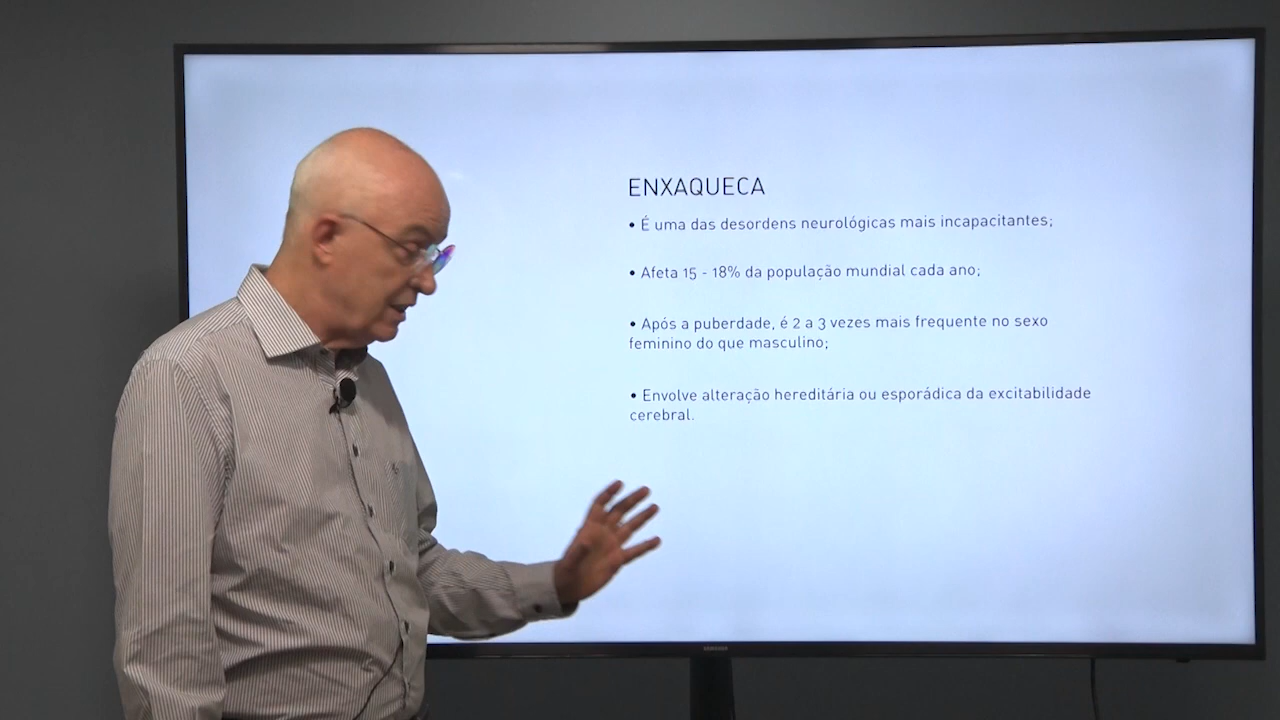 ENXAQUECA
• É uma das desordens neurológicas mais incapacitantes;
• Afeta 15 - 18% da população mundial cada ano;
• Após a puberdade, é 2 a 3 vezes mais frequente no sexo
feminino do que masculino;
• Envolve alteração hereditária ou esporádica da excitabilidade
cerebral.
SAMSUNG